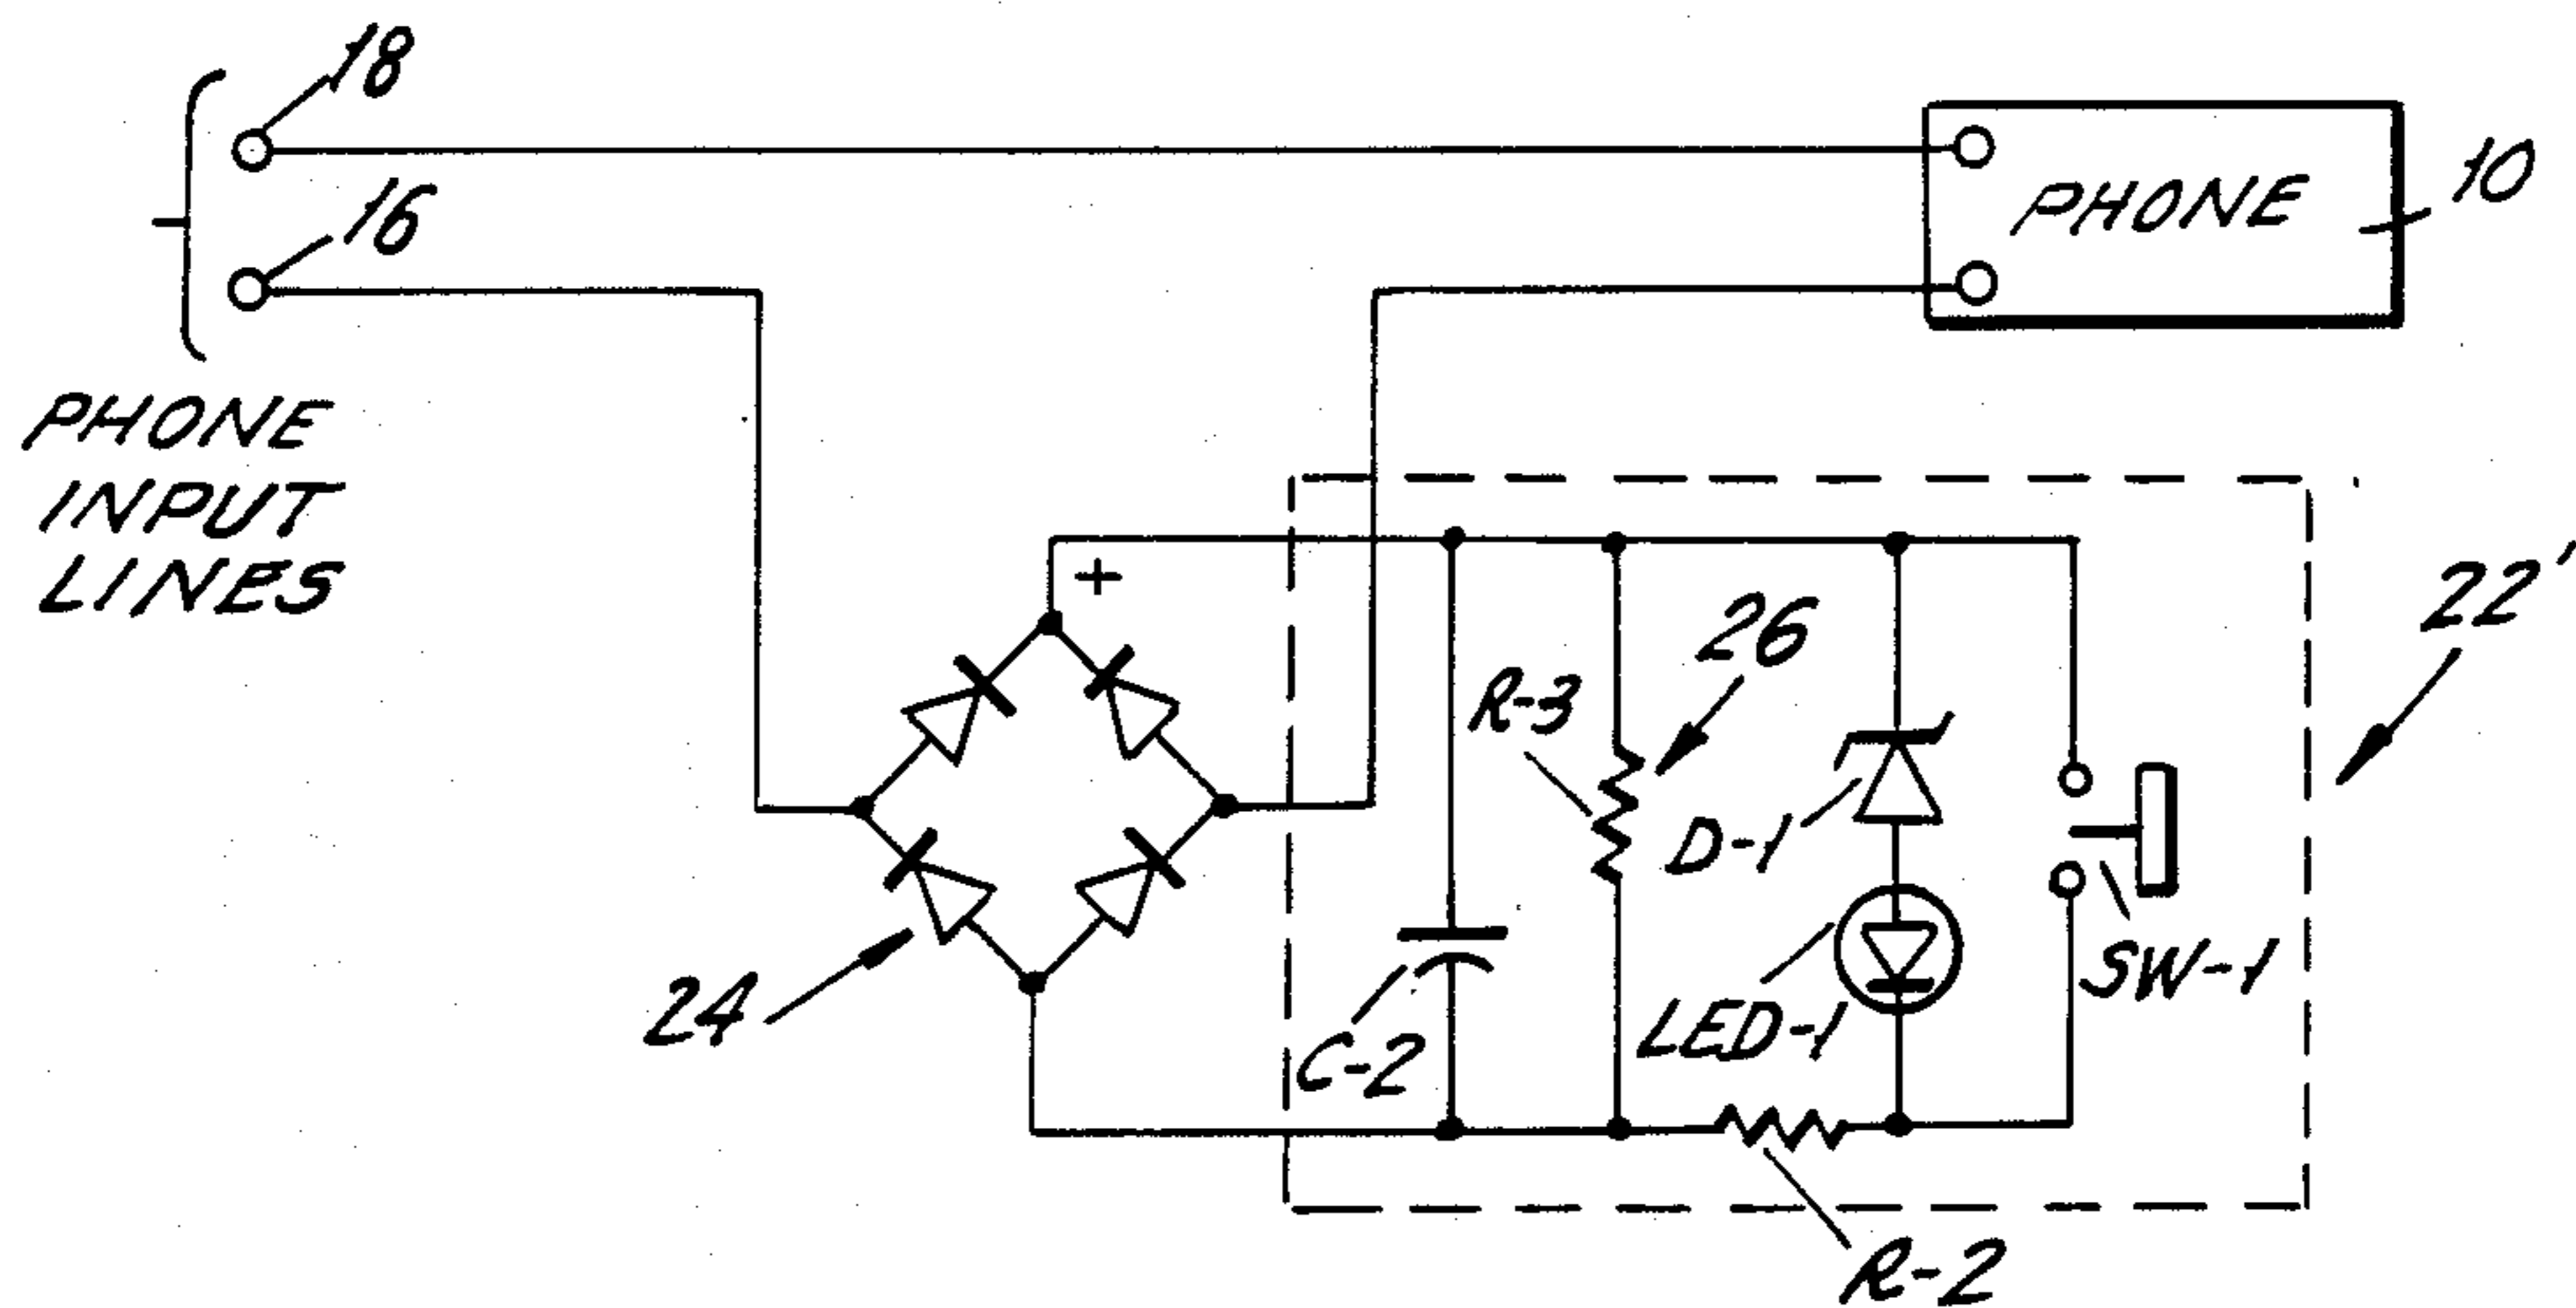 18
16
PHONE
10
PHONE
INPUT
LINES
+
22'
26
R-3
D-1
SW-1
24
LED-1
C-2
R-2